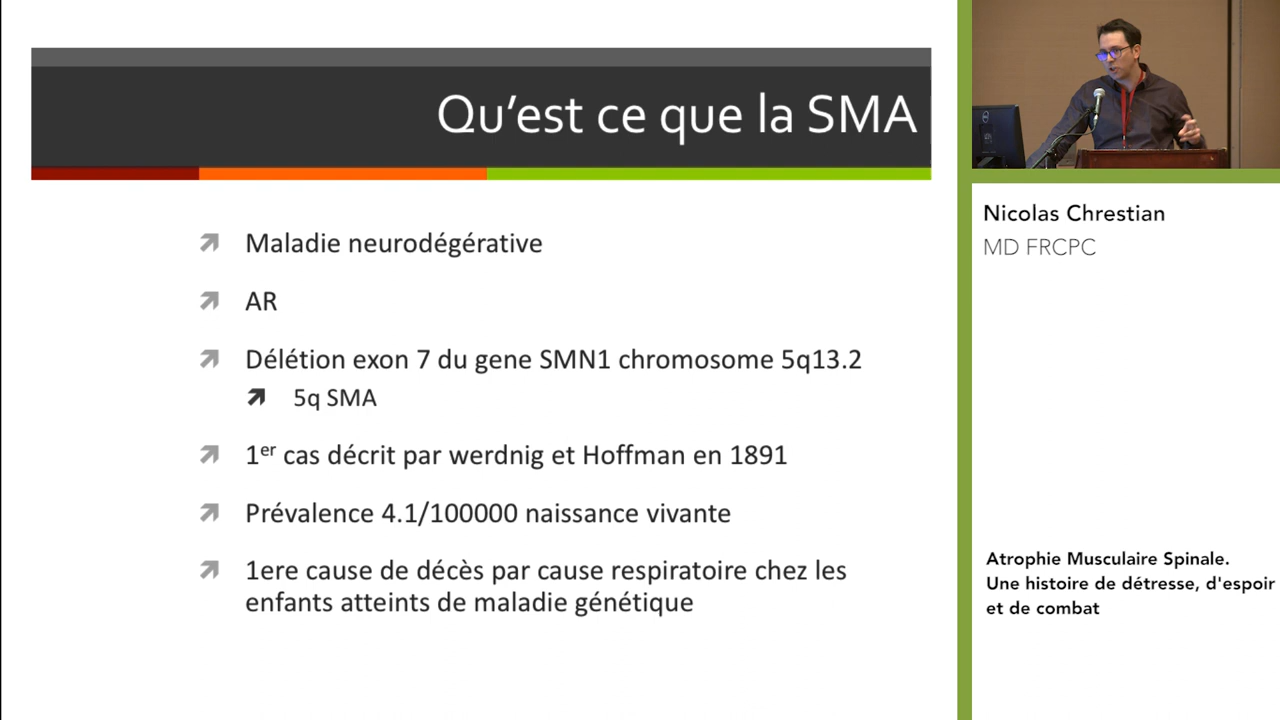 Qu’est ce que la SMA
Maladie neurodégérative
AR
Délétion exon 7 du gene SMN1 chromosome 5q13.2
5q SMA
1er cas décrit par werdnig et Hoffman en 1891
Prévalence 4.1/100000 naissance vivante
1ere cause de décès par cause respiratoire chez les
enfants atteints de maladie génétique
Nicolas Chrestian
MD FRCPC
Atrophie Musculaire Spinale.
Une histoire de détresse, d'espoir
et de combat